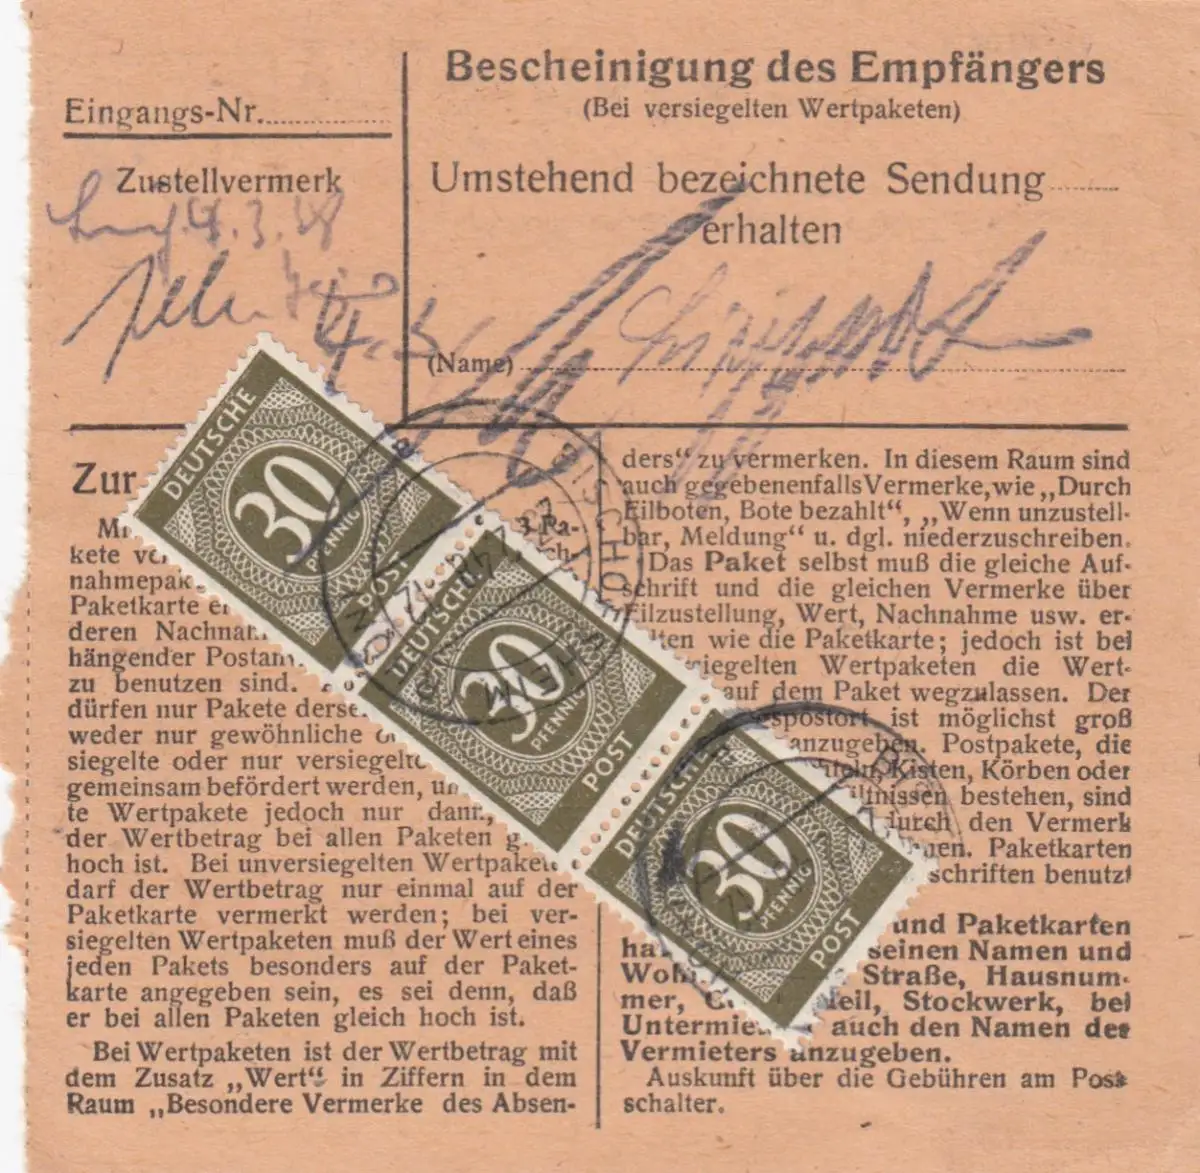 Eingangs-Nr.
Zustellvermerk
4.3.48
Bescheinigung des Empfängers
(Bei versiegelten Wertpaketen)
Umstehend bezeichnete Sendung
erhalten
(Name)
Zur
kete
nahmepak
Paketkarte
deren Nachnah
hängender Postan
zu benutzen sind.
dürfen nur Pakete derse
weder nur gewöhnliche
siegelte oder nur versiegelt
gemeinsam befördert werden,
te Wertpakete jedoch nur
der Wertbetrag bei allen Paketen
hoch ist. Bei unversiegelten Wertpaket
darf der Wertbetrag nur einmal auf der
Paketkarte vermerkt werden; bei ver-
siegelten Wertpaketen muß der Wert eines
jeden Pakets besonders auf der Paket-
karte angegeben sein, es sei denn, daß
er bei allen Paketen gleich hoch ist.
Bei Wertpaketen ist der Wertbetrag mit
dem Zusatz „Wert“ in Ziffern in dem
Raum „Besondere Vermerke des Absen-
ders“ zu vermerken. In diesem Raum sind
auch gegebenenfalls Vermerke, wie „Durch
Eilboten, Bote bezahlt“, „Wenn unzustell-
bar, Meldung“ u. dgl. niederzuschreiben.
Das Paket selbst muß die gleiche Auf-
schrift und die gleichen Vermerke über
Eilzustellung, Wert, Nachnahme usw. er-
lten wie die Paketkarte; jedoch ist bei
siegelten Wertpaketen die Wert-
auf dem Paket wegzulassen. Der
spostort ist möglichst groß
anzugeben. Postpakete, die
Kisten, Körben oder
ältnissen bestehen, sind
durch den Vermerk
Paketkarten
schriften benutzt
und Paketkarten
seinen Namen und
Straße, Hausnum-
mer, Stockwerk, bei
auch den Namen des
Vermieters anzugeben.
Auskunft über die Gebühren am Post
schalter.
DEUTSCHE
30
PFENNIG
POST
DEUTSCHE
30
PFENNIG
POST
DEUTSCHE
30
PFENNIG
POST